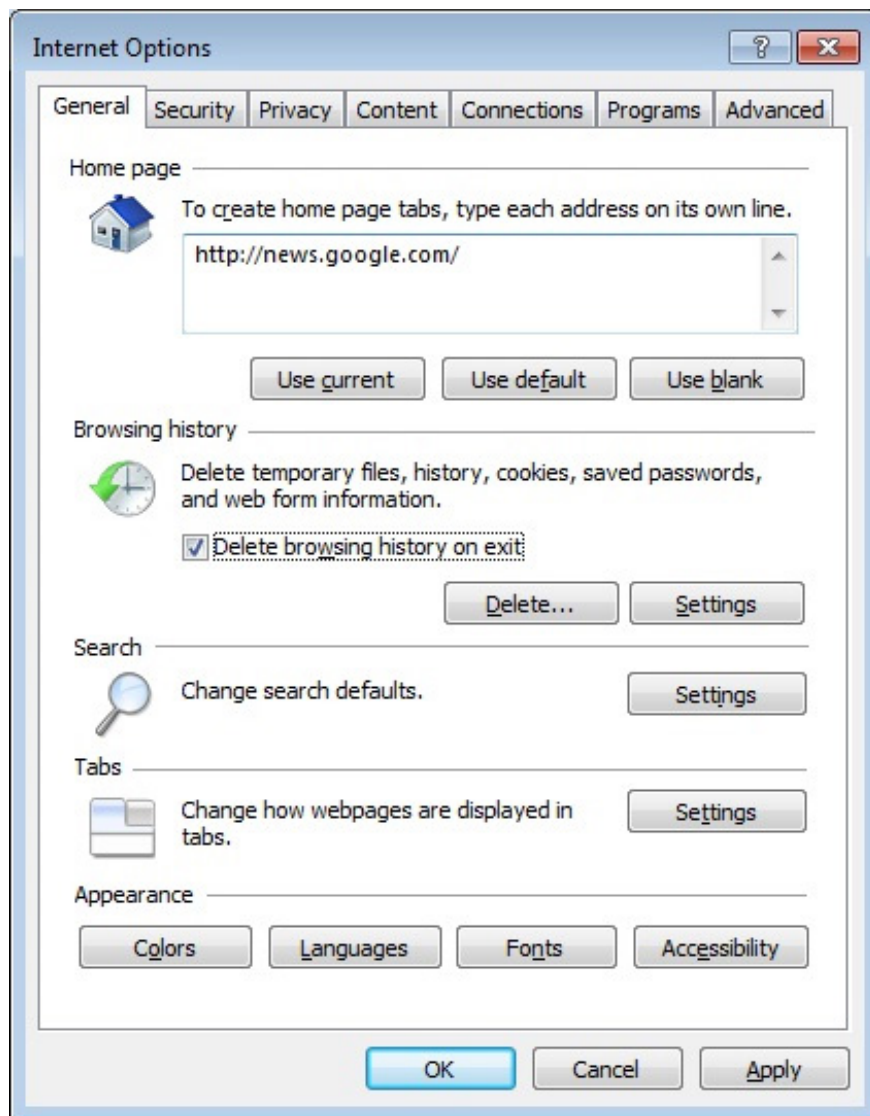 Internet Options
General Security Privacy Content Connections Programs Advanced
Home page
To create home page tabs, type each address on its own line.
http://news.google.com/
Use current Use default Use blank
Browsing history
Delete temporary files, history, cookies, saved passwords,
and web form information.
Delete browsing history on exit
Delete... Settings
Search
Change search defaults. Settings
Tabs
Change how webpages are displayed in Settings
tabs.
Appearance
Colors Languages Fonts Accessibility
OK Cancel Apply